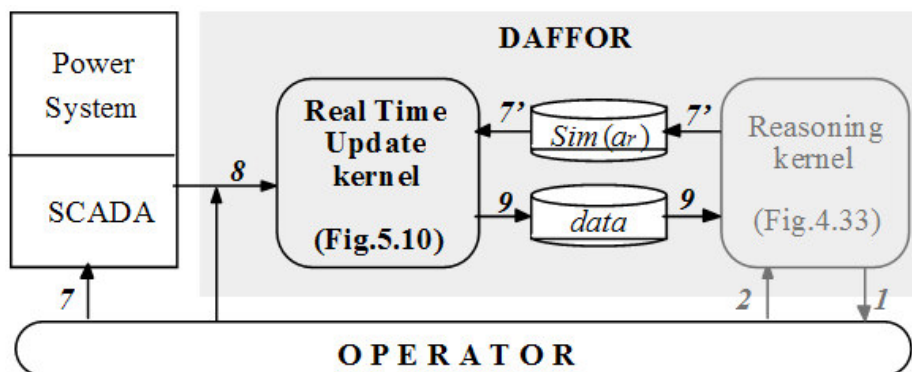 DAFFOR
Power
System
SCADA
8
Real Time
Update
kernel
(Fig.5.10)
7’
Sim(ar)
7’
9
data
9
Reasoning
kernel
(Fig.4.33)
7
2
1
OPERATOR